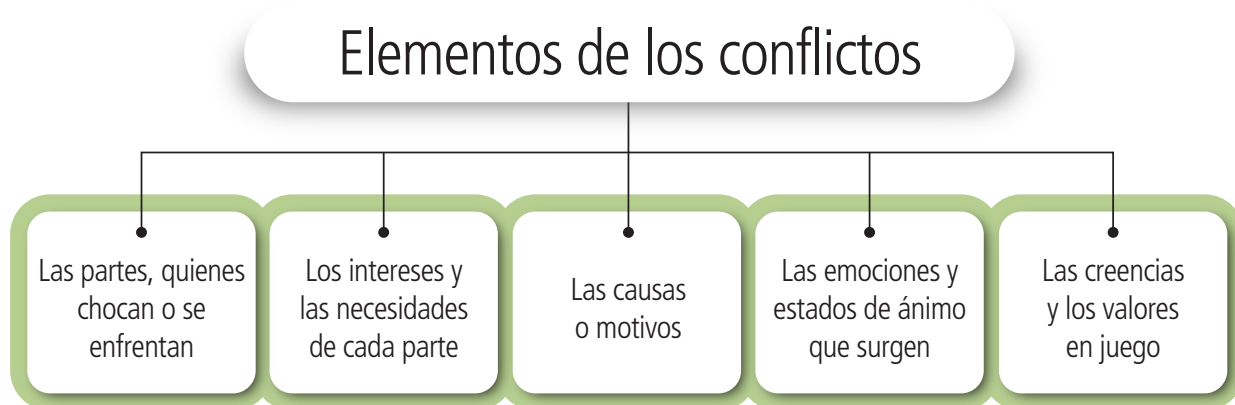 Elementos de los conflictos
Las partes, quienes
chocan o se
enfrentan
Los intereses y
las necesidades
de cada parte
Las causas
o motivos
Las emociones y
estados de ánimo
que surgen
Las creencias
y los valores
en juego